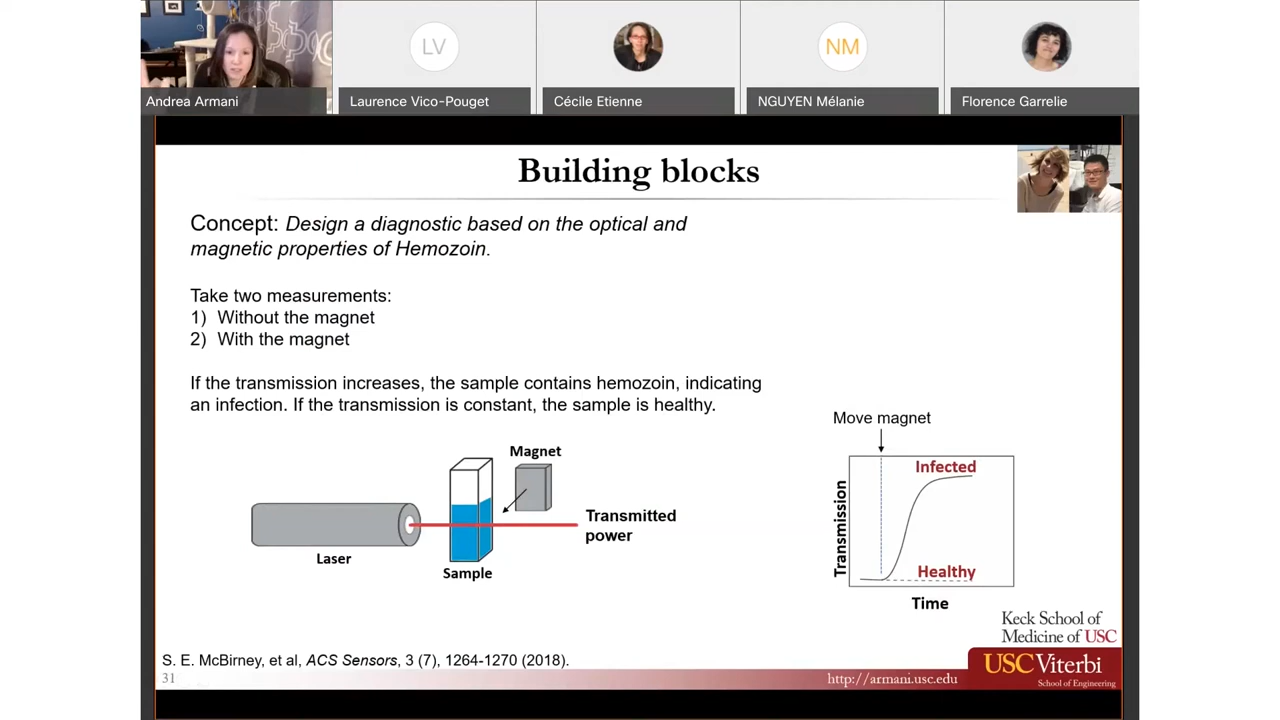 LV
NM
Andrea Armani
Laurence Vico-Pouget
Cécile Etienne
NGUYEN Mélanie
Florence Garrelie
Building blocks
Concept: Design a diagnostic based on the optical and
magnetic properties of Hemozoin.
Take two measurements:
1) Without the magnet
2) With the magnet
If the transmission increases, the sample contains hemozoin, indicating
an infection. If the transmission is constant, the sample is healthy.
Magnet
Transmitted
power
Laser
Sample
Move magnet
Infected
Transmission
Healthy
Time
Keck School of
Medicine of USC
S. E. McBirney, et al, ACS Sensors, 3 (7), 1264-1270 (2018).
31
http://armani.usc.edu
USC Viterbi
School of Engineering